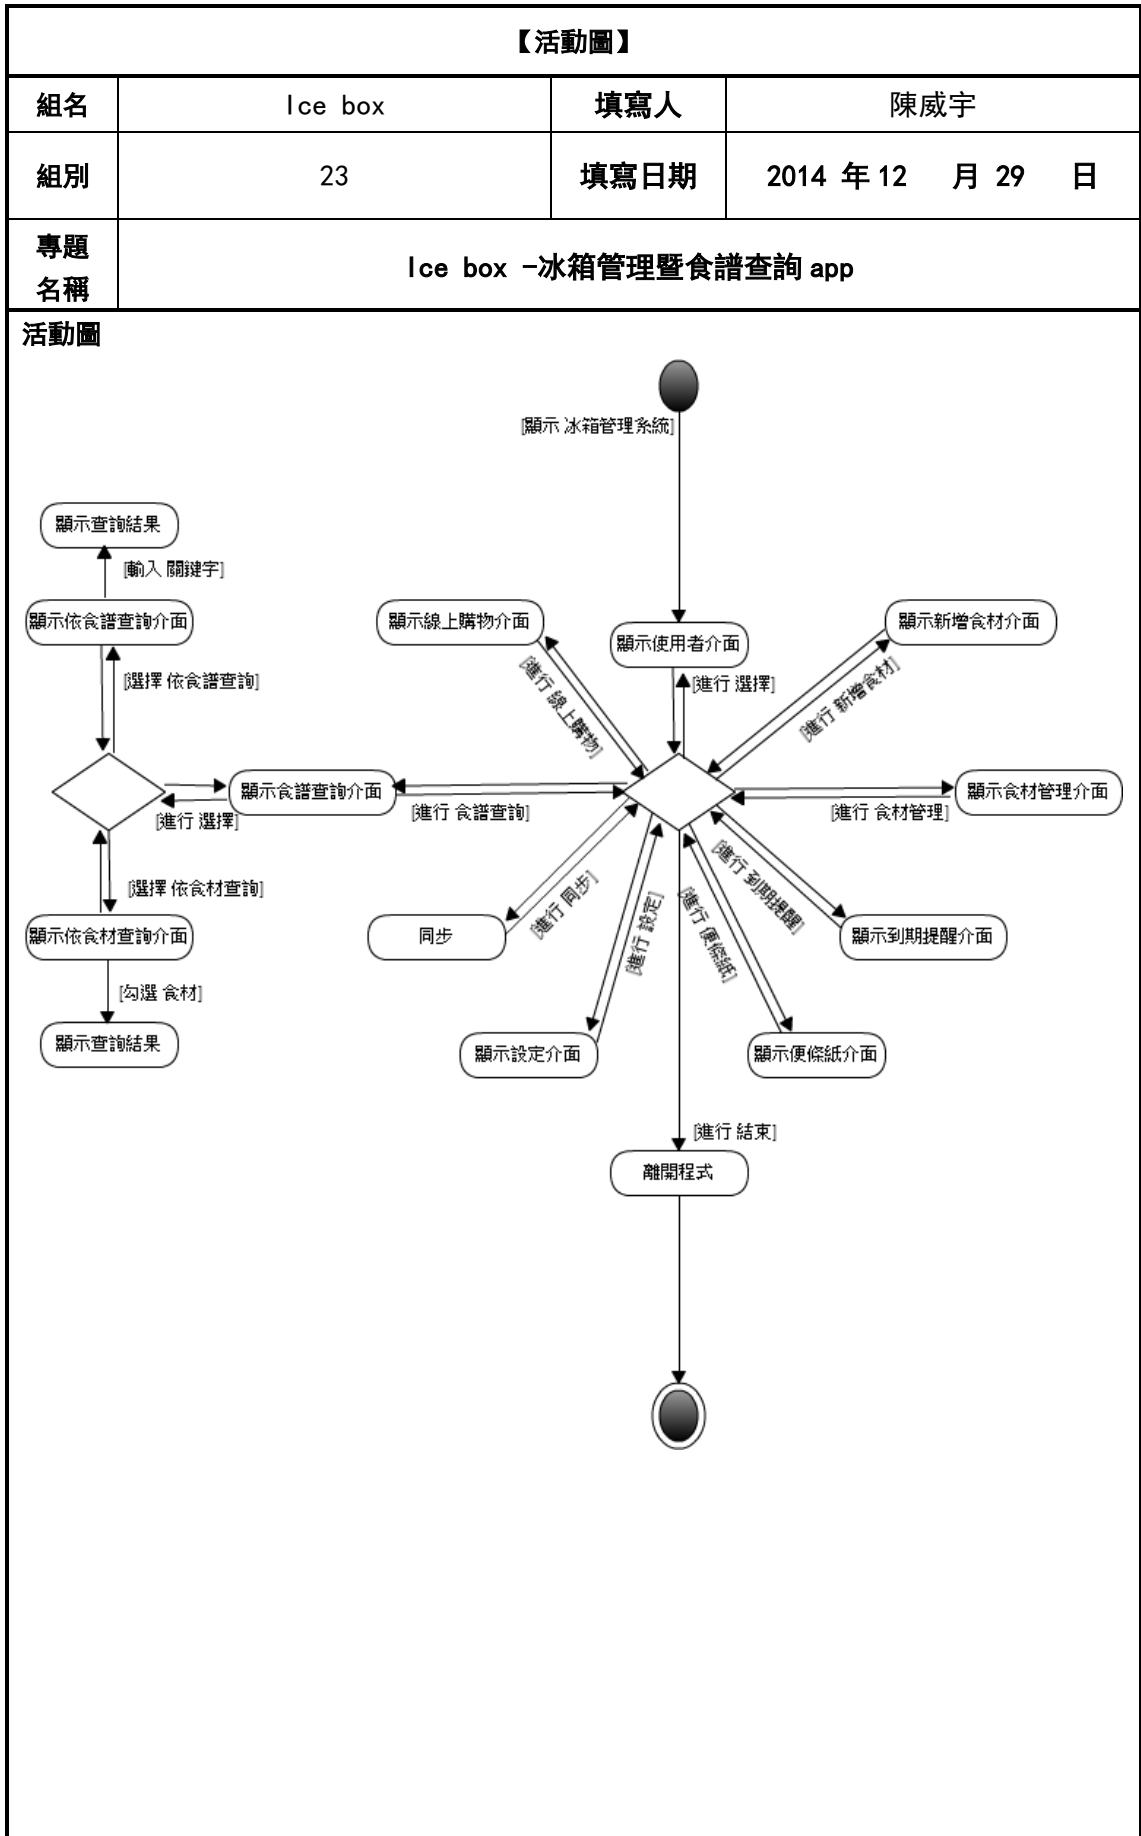 【活動圖】
組名 Ice box 填寫人 陳威宇
組別 23 填寫日期 2014 年 12 月 29 日
專題
名稱
Ice box -冰箱管理暨食譜查詢 app
活動圖
[顯示 冰箱管理系統]
顯示查詢結果
[輸入 關鍵字]
顯示依食譜查詢介面
顯示線上購物介面
顯示使用者介面
顯示新增食材介面
[選擇 依食譜查詢]
[進行 線上購物]
[進行 選擇]
[進行 新增食材]
顯示食譜查詢介面
顯示食材管理介面
[進行 選擇]
[進行 食譜查詢]
[進行 食材管理]
[選擇 依食材查詢]
[進行 同步]
[進行 設定]
[進行 便條紙]
[進行 到期提醒]
顯示依食材查詢介面
同步
顯示到期提醒介面
[勾選 食材]
顯示查詢結果
顯示設定介面
顯示便條紙介面
[進行 結束]
離開程式